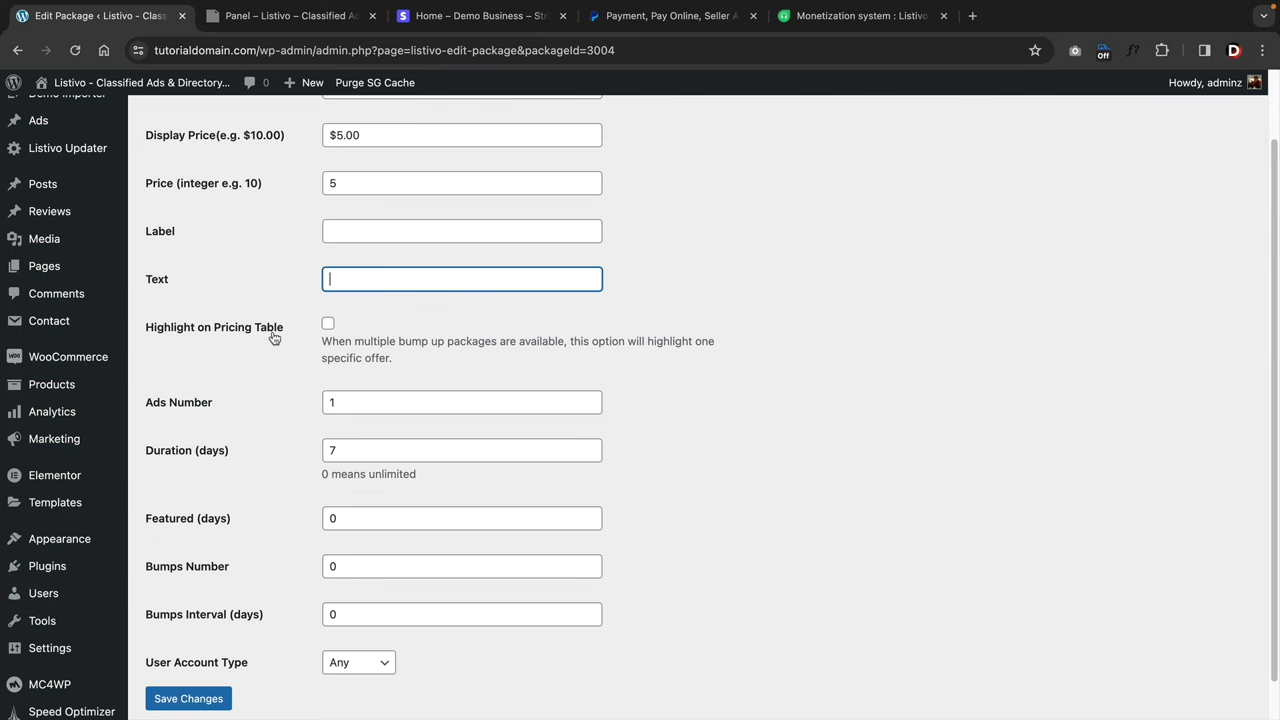 Edit Package ‹ Listivo - Class
Panel – Listivo – Classified Ad
Home – Demo Business – Str
Payment, Pay Online, Seller A
Monetization system : Listivo
tutorialdomain.com/wp-admin/admin.php?page=listivo-edit-package&packageId=3004
Off
f?
D
Listivo - Classified Ads & Directory...
0
New
Purge SG Cache
Howdy, adminz
Demo Importer
Ads
Listivo Updater
Posts
Reviews
Media
Pages
Comments
Contact
WooCommerce
Products
Analytics
Marketing
Elementor
Templates
Appearance
Plugins
Users
Tools
Settings
MC4WP
Speed Optimizer
Display Price(e.g. $10.00)
$5.00
Price (integer e.g. 10)
5
Label
Text
Highlight on Pricing Table
When multiple bump up packages are available, this option will highlight one
specific offer.
Ads Number
1
Duration (days)
7
0 means unlimited
Featured (days)
0
Bumps Number
0
Bumps Interval (days)
0
User Account Type
Any
Save Changes